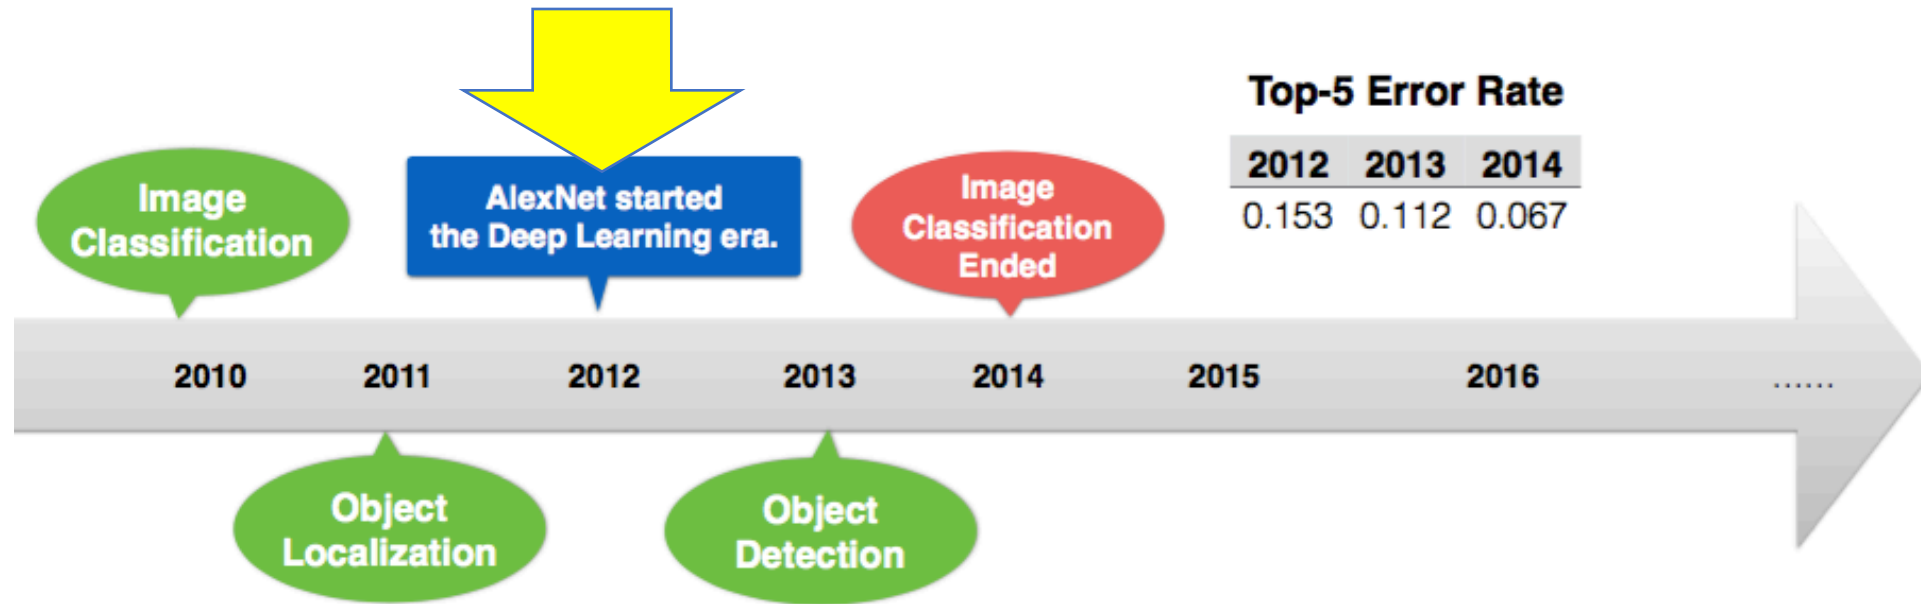 Top-5 Error Rate
2012 2013 2014
0.153 0.112 0.067
Image
Classification
AlexNet started
the Deep Learning era.
Image
Classification
Ended
2010 2011 2012 2013 2014 2015 2016 ......
Object
Localization
Object
Detection